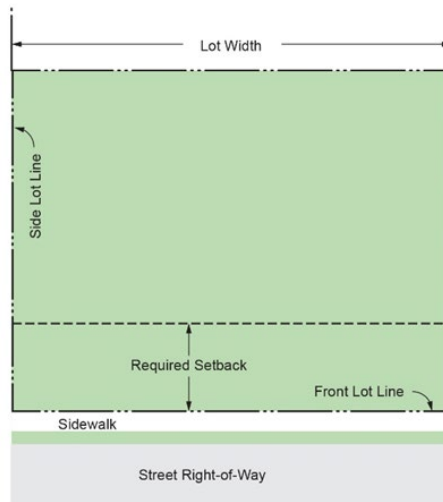 Lot Width
Side Lot Line
Required Setback
Front Lot Line
Sidewalk
Street Right-of-Way